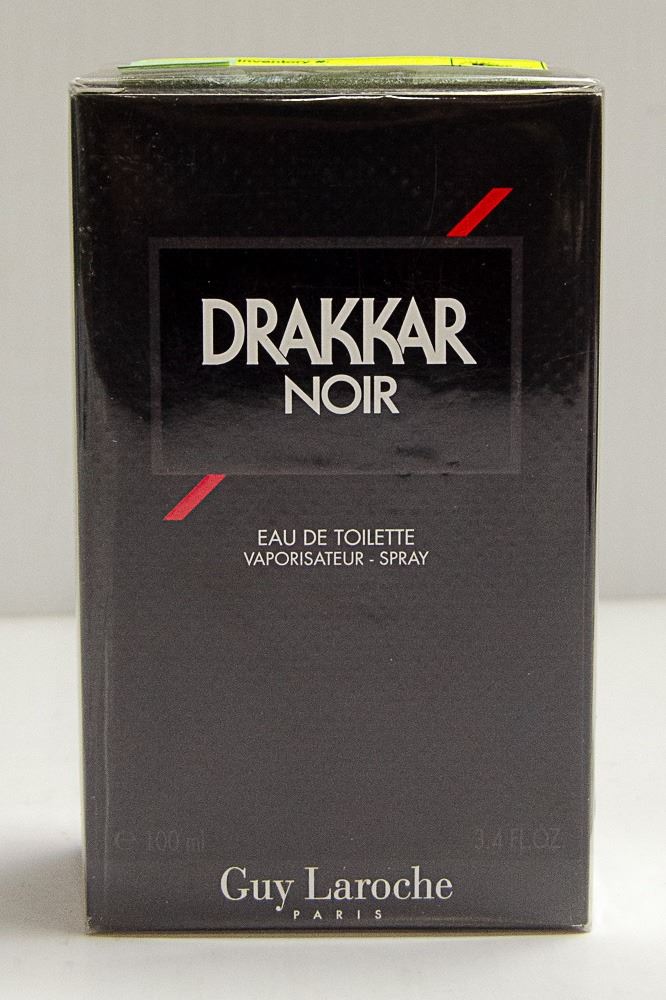 Inventory #:
DRAKKAR
NOIR
EAU DE TOILETTE
VAPORISATEUR - SPRAY
℮ 100 ml 3.4 FL.OZ
Guy Laroche
PARIS